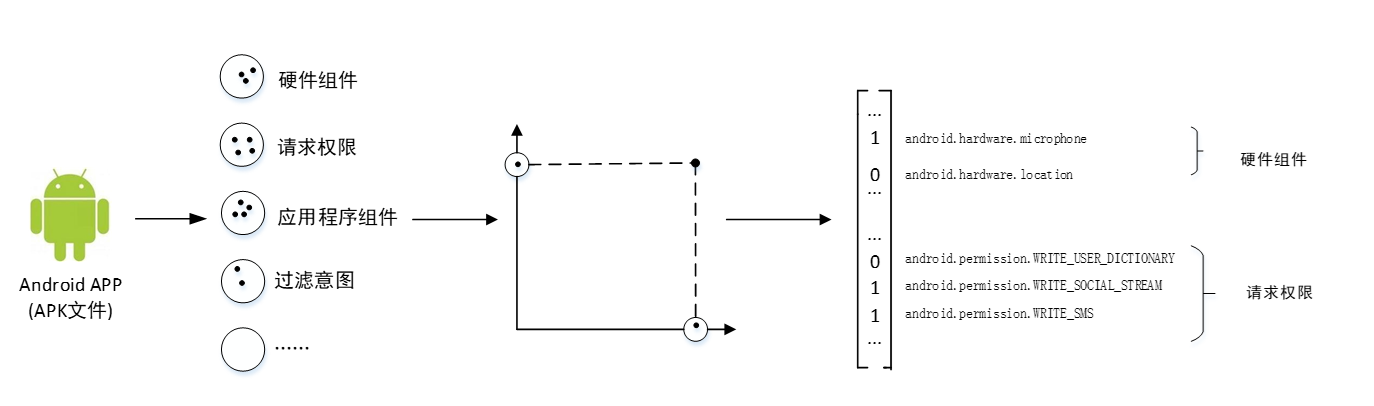 Android APP
(APK文件)
硬件组件
请求权限
应用程序组件
过滤意图
······
...
1 android.hardware.microphone
0 android.hardware.location
...
硬件组件
...
0 android.permission.WRITE_USER_DICTIONARY
1 android.permission.WRITE_SOCIAL_STREAM
1 android.permission.WRITE_SMS
...
请求权限